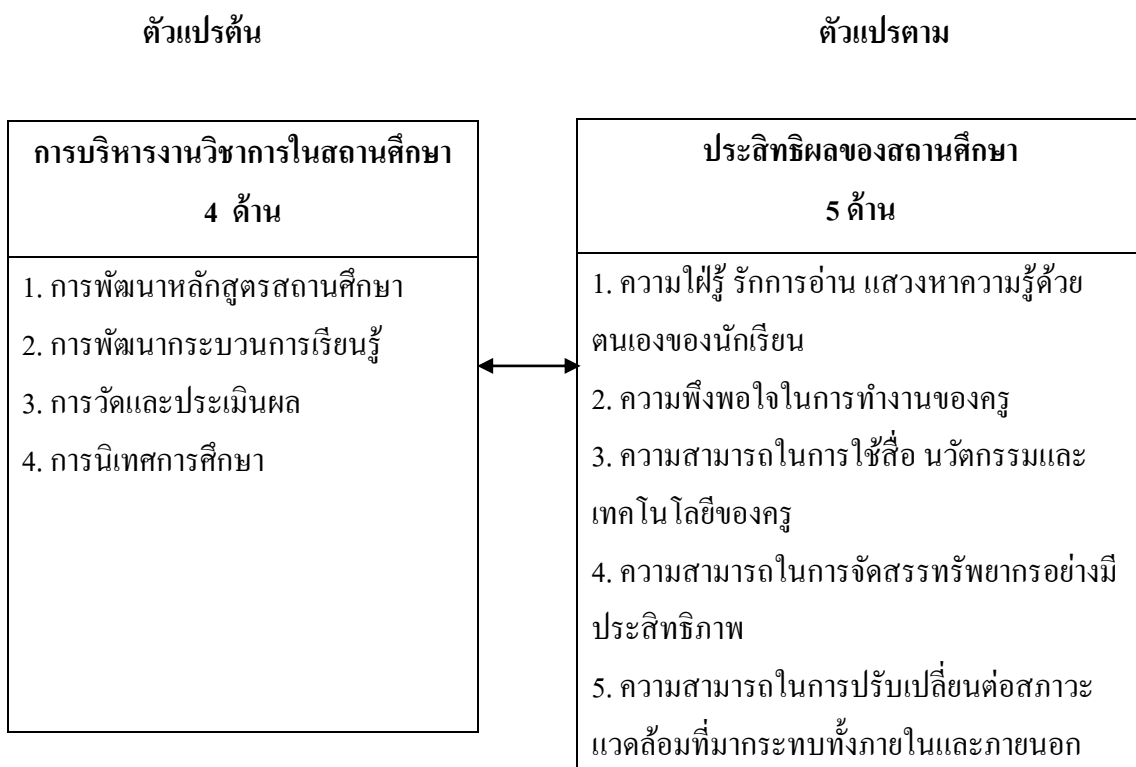 ตัวแปรต้น
ตัวแปรตาม
การบริหารงานวิชาการในสถานศึกษา
4 ด้าน
1. การพัฒนาหลักสูตรสถานศึกษา
2. การพัฒนากระบวนการเรียนรู้
3. การวัดและประเมินผล
4. การนิเทศการศึกษา
ประสิทธิผลของสถานศึกษา
5 ด้าน
1. ความใฝ่รู้ รักการอ่าน แสวงหาความรู้ด้วย
ตนเองของนักเรียน
2. ความพึงพอใจในการทำงานของครู
3. ความสามารถในการใช้สื่อ นวัตกรรมและ
เทคโนโลยีของครู
4. ความสามารถในการจัดสรรทรัพยากรอย่างมี
ประสิทธิภาพ
5. ความสามารถในการปรับเปลี่ยนต่อสภาวะ
แวดล้อมที่มากระทบทั้งภายในและภายนอก